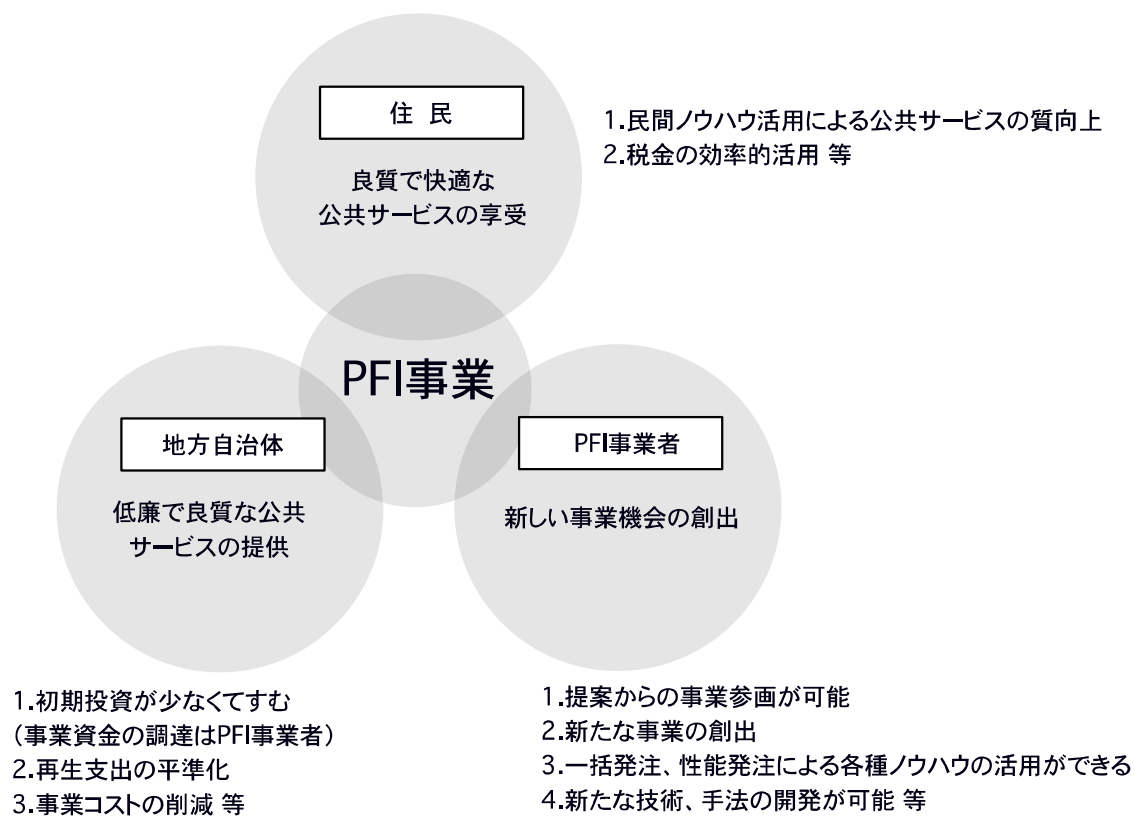 住 民
良質で快適な
公共サービスの享受
1.民間ノウハウ活用による公共サービスの質向上
2.税金の効率的活用 等
PFI事業
地方自治体
低廉で良質な公共
サービスの提供
PFI事業者
新しい事業機会の創出
1.初期投資が少なくてすむ
（事業資金の調達はPFI事業者）
2.再生支出の平準化
3.事業コストの削減 等
1.提案からの事業参画が可能
2.新たな事業の創出
3.一括発注、性能発注による各種ノウハウの活用ができる
4.新たな技術、手法の開発が可能 等